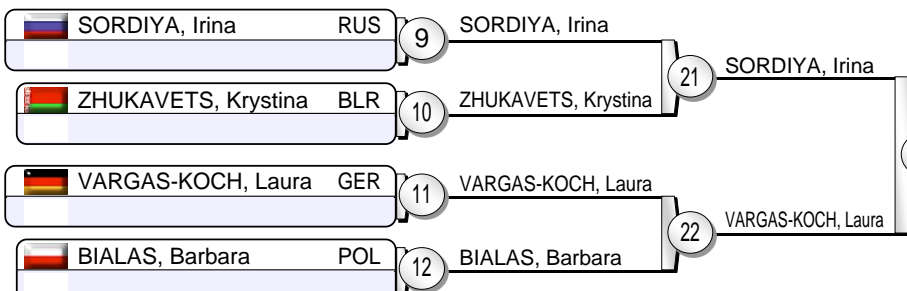 SORDIYA, Irina RUS 9 SORDIYA, Irina
21 SORDIYA, Irina
ZHUKAVETS, Krystina BLR 10 ZHUKAVETS, Krystina
VARGAS-KOCH, Laura GER 11 VARGAS-KOCH, Laura
22 VARGAS-KOCH, Laura
BIALAS, Barbara POL 12 BIALAS, Barbara